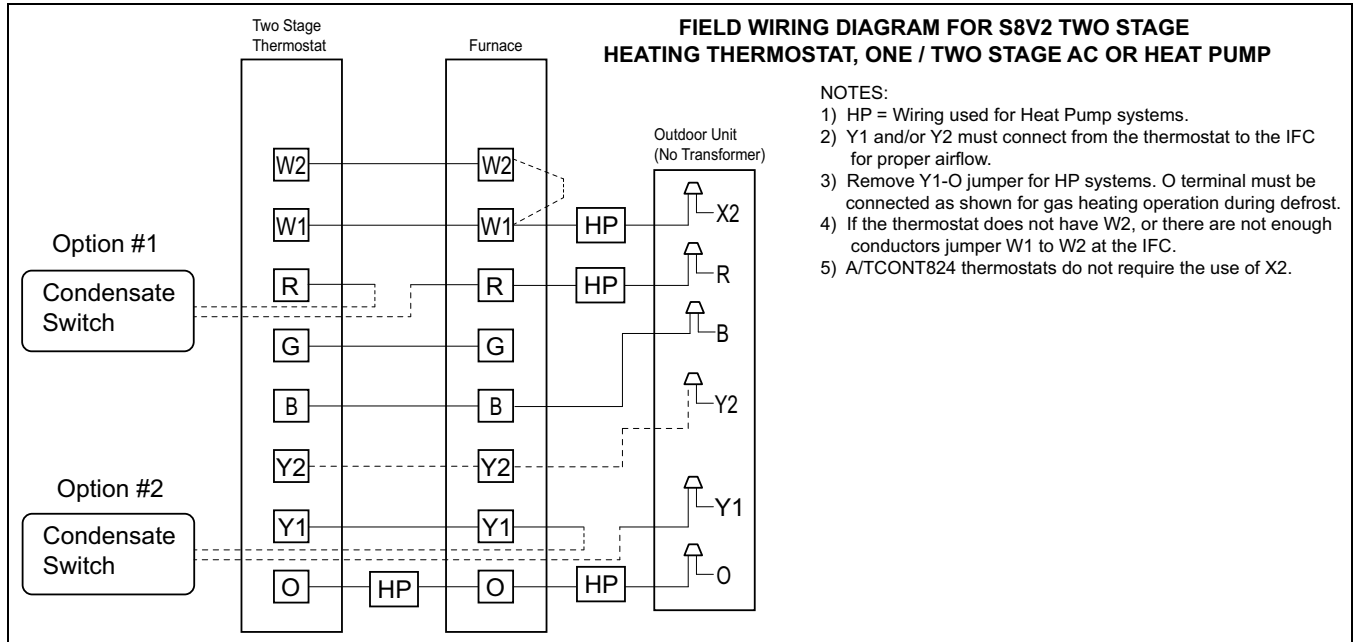 FIELD WIRING DIAGRAM FOR S8V2 TWO STAGE
HEATING THERMOSTAT, ONE / TWO STAGE AC OR HEAT PUMP
NOTES:
1) HP = Wiring used for Heat Pump systems.
2) Y1 and/or Y2 must connect from the thermostat to the IFC
for proper airflow.
3) Remove Y1-O jumper for HP systems. O terminal must be
connected as shown for gas heating operation during defrost.
4) If the thermostat does not have W2, or there are not enough
conductors jumper W1 to W2 at the IFC.
5) A/TCONT824 thermostats do not require the use of X2.
Two Stage
Thermostat
Furnace
Outdoor Unit
(No Transformer)
W2
W2
W1
W1
HP
X2
Option #1
Condensate
Switch
R
R
HP
R
G
G
B
B
B
Y2
Y2
Y2
Option #2
Condensate
Switch
Y1
Y1
Y1
O
HP
O
HP
O